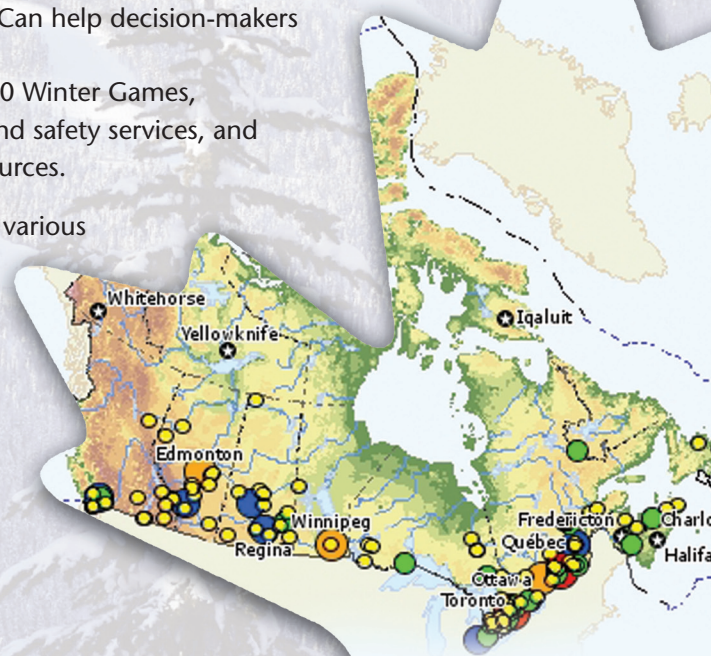 Can help decision-makers
0 Winter Games,
nd safety services, and
urces.
various
Whitehorse
Iqaluit
Yellowknife
Edmonton
Winnipeg
Regina
Fredericton
Charlo
Québec
Halifa
Ottawa
Toronto